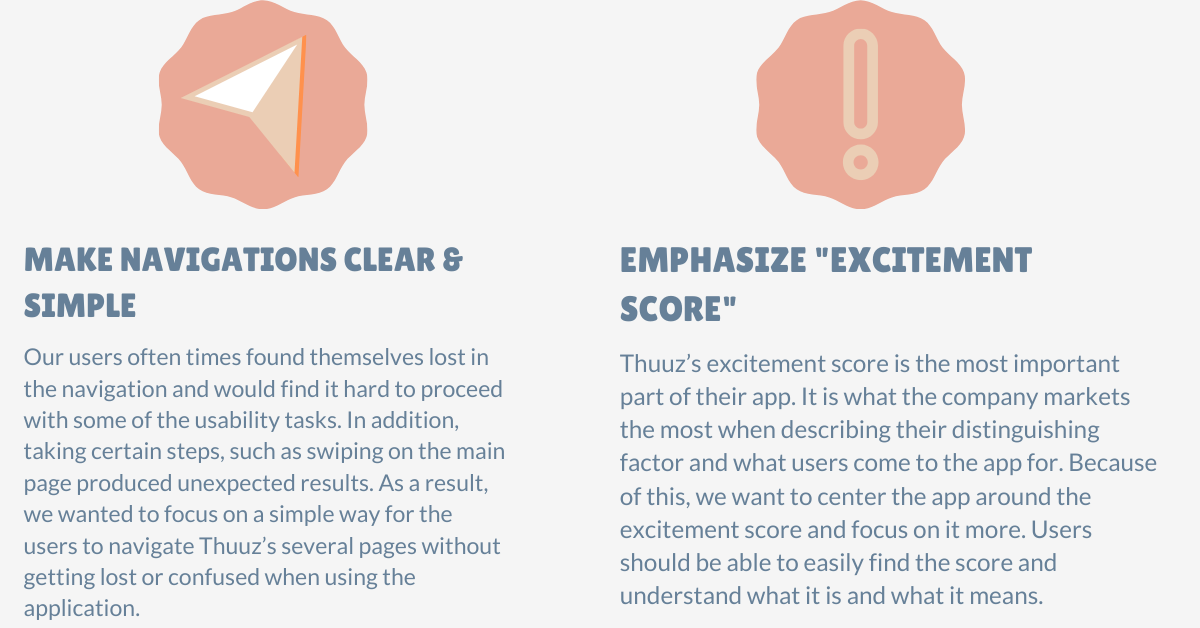 MAKE NAVIGATIONS CLEAR &
SIMPLE
Our users often times found themselves lost in
the navigation and would find it hard to proceed
with some of the usability tasks. In addition,
taking certain steps, such as swiping on the main
page produced unexpected results. As a result,
we wanted to focus on a simple way for the
users to navigate Thuuz’s several pages without
getting lost or confused when using the
application.
EMPHASIZE "EXCITEMENT
SCORE"
Thuuz’s excitement score is the most important
part of their app. It is what the company markets
the most when describing their distinguishing
factor and what users come to the app for. Because
of this, we want to center the app around the
excitement score and focus on it more. Users
should be able to easily find the score and
understand what it is and what it means.